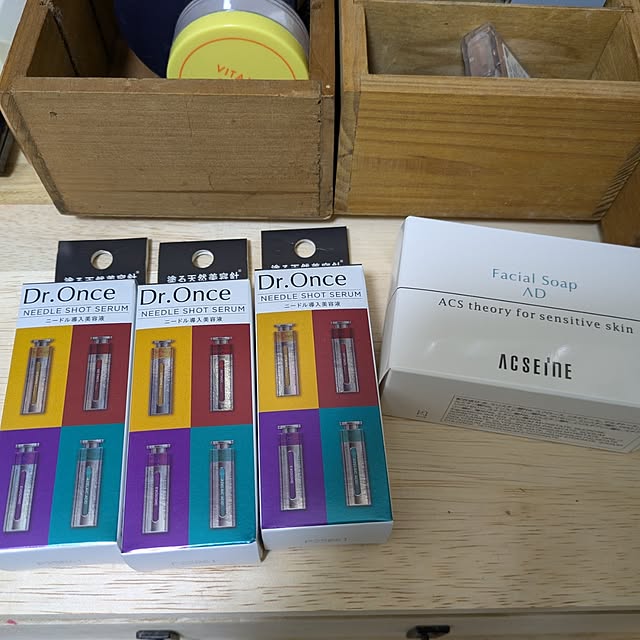 VITA
塗る天然美容針
Dr.Once
NEEDLE SHOT SERUM
ニードル導入美容液
塗る天然美容針
Dr.Once
NEEDLE SHOT SERUM
ニードル導入美容液
塗る天然美容針
Dr.Once
NEEDLE SHOT SERUM
ニードル導入美容液
Facial Soap
AD
ACS theory for sensitive skin
ACSEINE